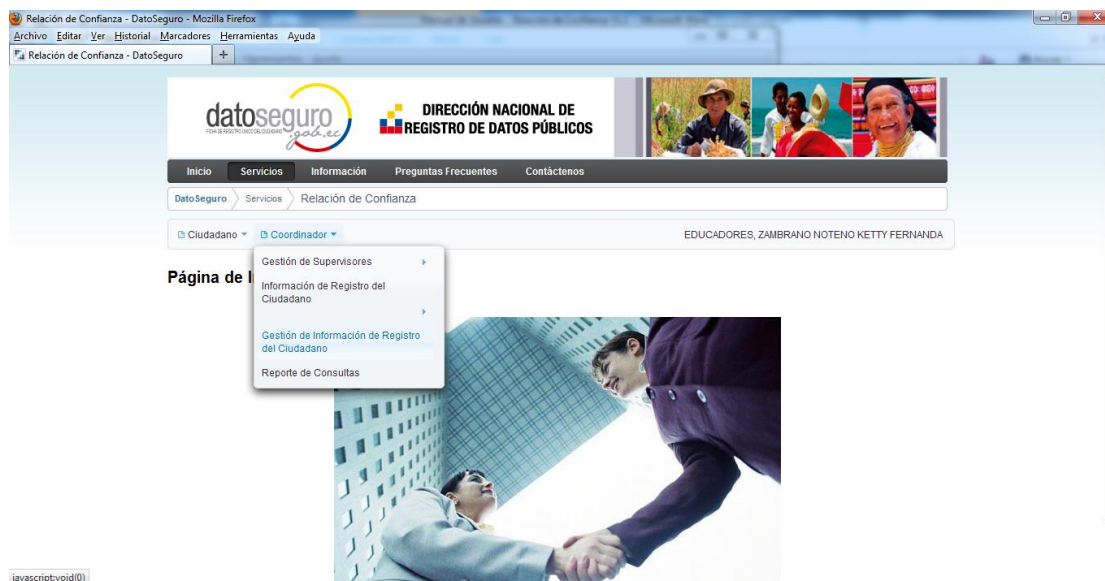 Relación de Confianza - DatoSeguro - Mozilla Firefox
Archivo Editar Ver Historial Marcadores Herramientas Ayuda
Relación de Confianza - DatoSeguro +
datoseguro
.gob.ec
DIRECCIÓN NACIONAL DE
REGISTRO DE DATOS PÚBLICOS
Inicio Servicios Información Preguntas Frecuentes Contáctenos
DatoSeguro Servicios Relación de Confianza
Ciudadano Coordinador EDUCADORES, ZAMBRANO NOTENO KETTY FERNANDA
Gestión de Supervisores
Página de I
Información de Registro del
Ciudadano
Gestión de Información de Registro
del Ciudadano
Reporte de Consultas
javascript:void(0)